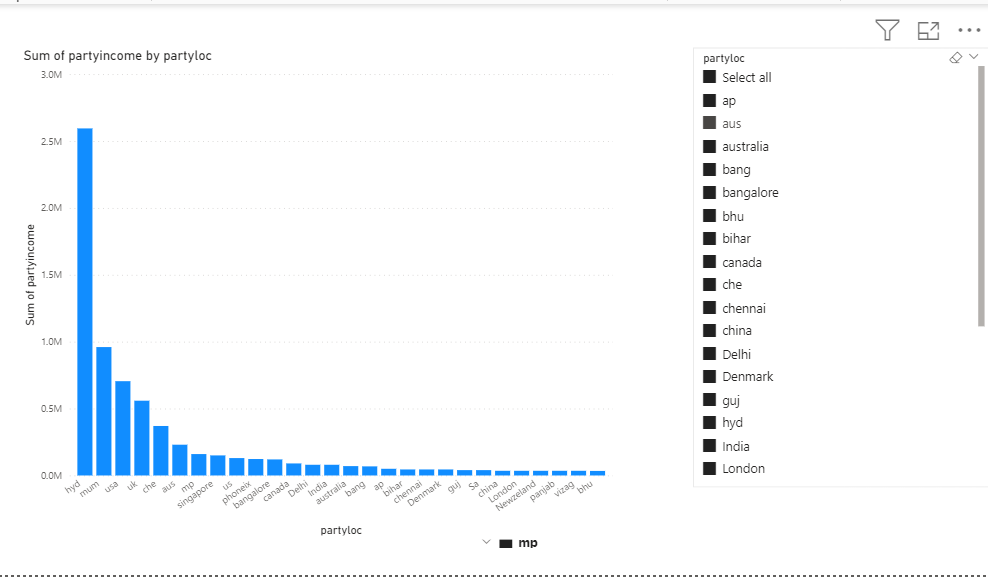 Sum of partyincome by partyloc
3.0M
2.5M
2.0M
1.5M
1.0M
0.5M
0.0M
Sum of partyincome
hyd
mum
usa
uk
che
aus
mp
singapore
us
phoneix
bangalore
canada
Delhi
India
australia
bang
ap
bihar
chennai
Denmark
guj
Sa
china
London
Newzeland
panjab
vizag
bhu
partyloc
mp
partyloc
Select all
ap
aus
australia
bang
bangalore
bhu
bihar
canada
che
chennai
china
Delhi
Denmark
guj
hyd
India
London